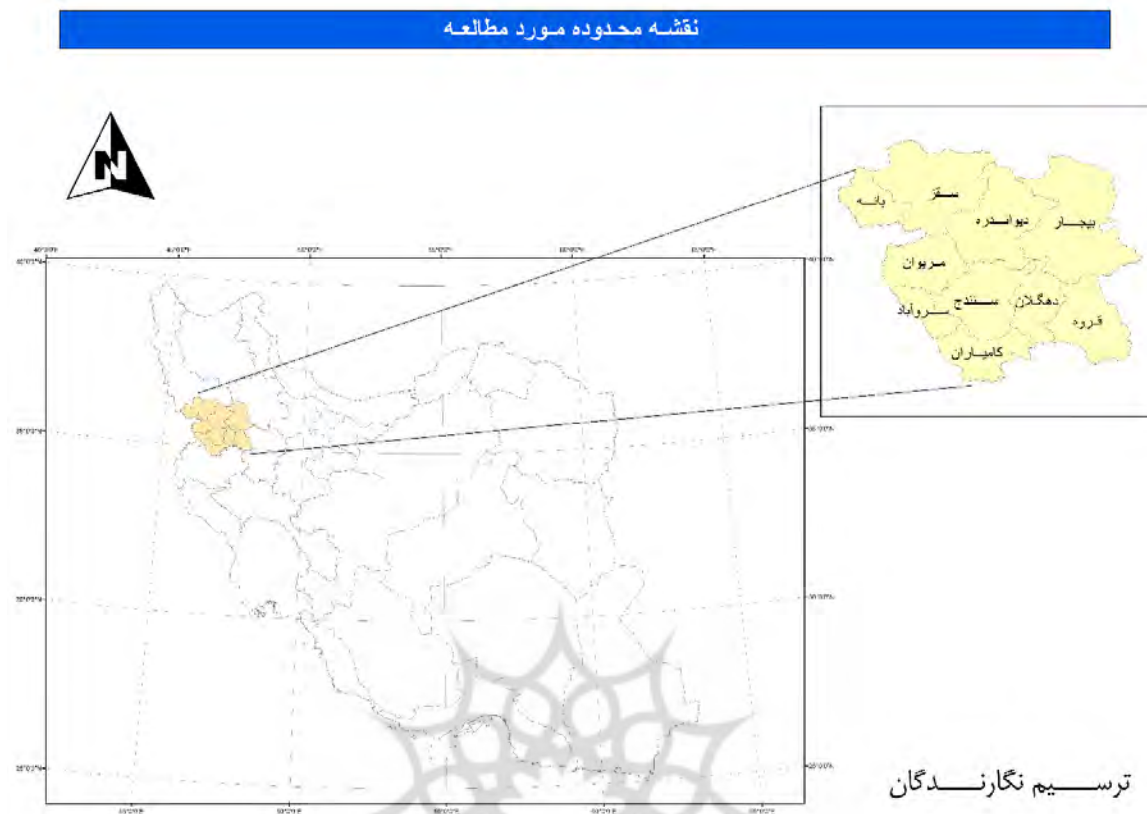 نقشه محدوده مورد مطالعه
N
سقز
بانه
دیواندره
بیجار
مریوان
سنندج
دهگلان
سروآباد
قروه
کامیاران
ترسیم نگارندگان